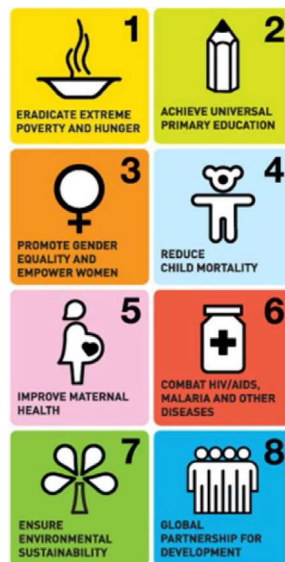 1
ERADICATE EXTREME
POVERTY AND HUNGER
2
ACHIEVE UNIVERSAL
PRIMARY EDUCATION
3
PROMOTE GENDER
EQUALITY AND
EMPOWER WOMEN
4
REDUCE
CHILD MORTALITY
5
IMPROVE MATERNAL
HEALTH
6
COMBAT HIV/AIDS,
MALARIA AND OTHER
DISEASES
7
ENSURE
ENVIRONMENTAL
SUSTAINABILITY
8
GLOBAL
PARTNERSHIP FOR
DEVELOPMENT